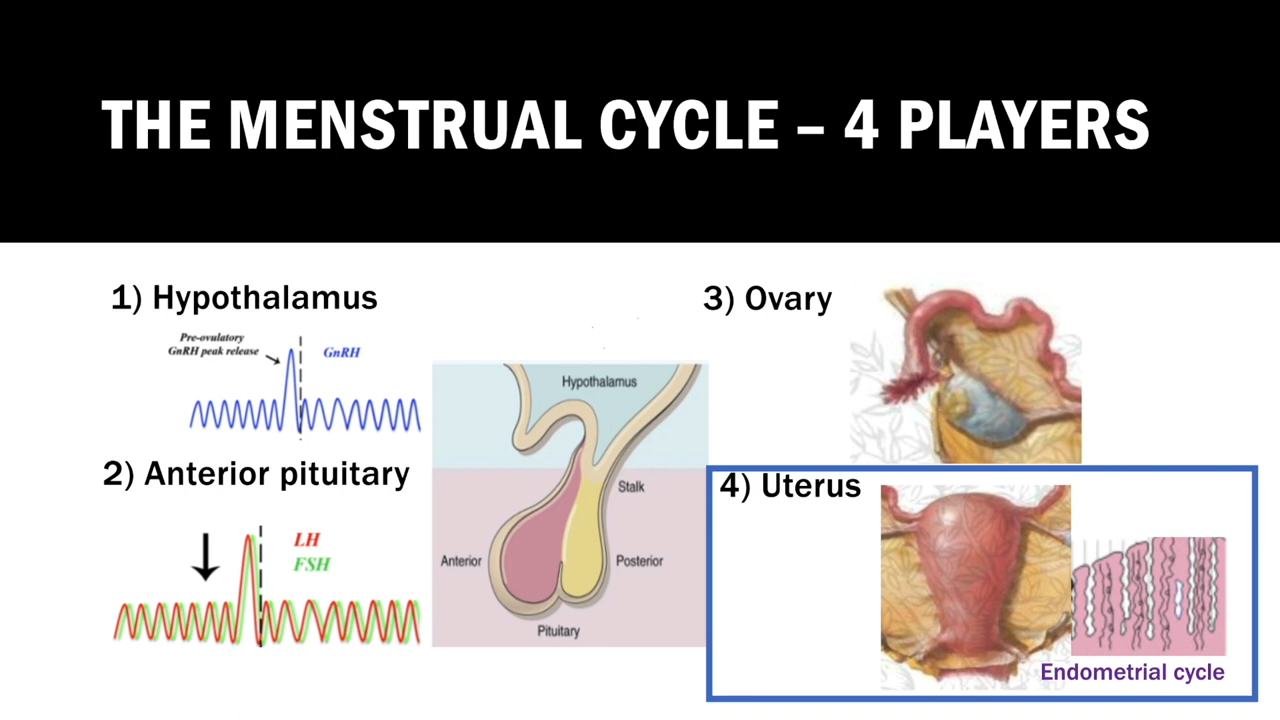 THE MENSTRUAL CYCLE – 4 PLAYERS
1) Hypothalamus
Pre-ovulatory
GnRH peak release
GnRH
2) Anterior pituitary
LH
FSH
Hypothalamus
Stalk
Anterior
Posterior
Pituitary
3) Ovary
4) Uterus
Endometrial cycle